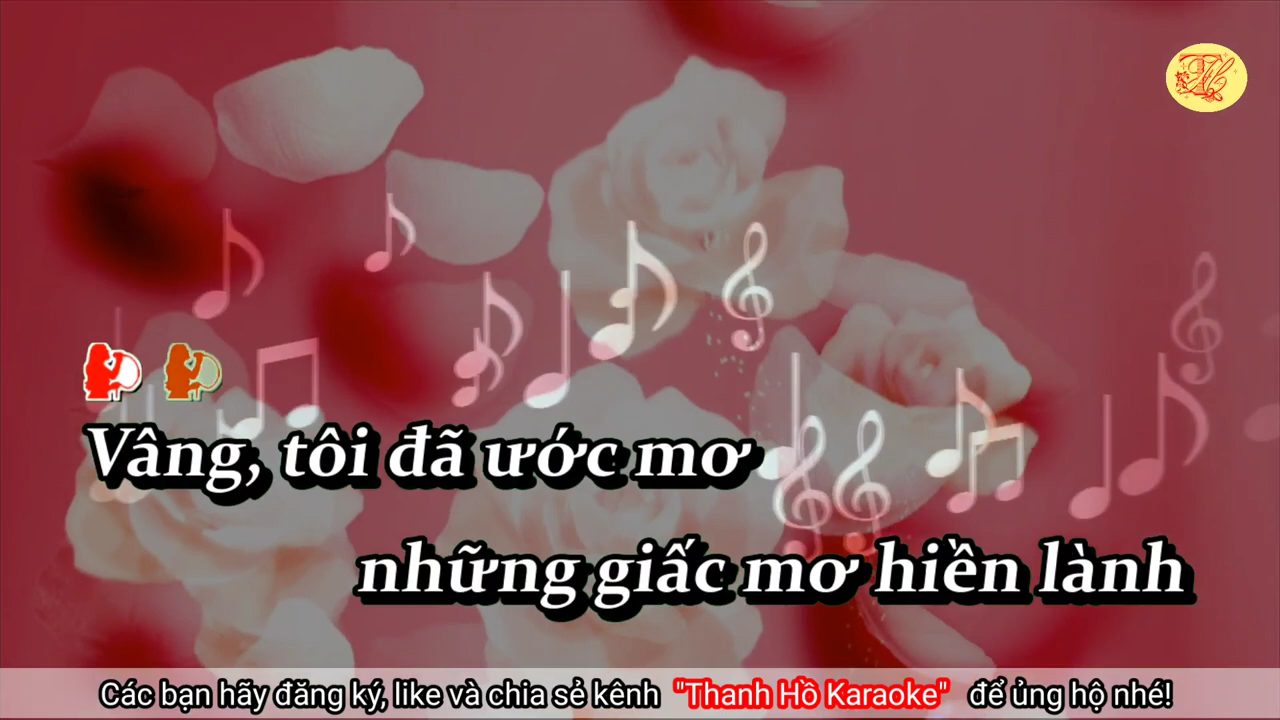 Vâng, tôi đã ước mơ
những giấc mơ hiền lành
Các bạn hãy đăng ký, like và chia sẻ kênh "Thanh Hồ Karaoke" để ủng hộ nhé!